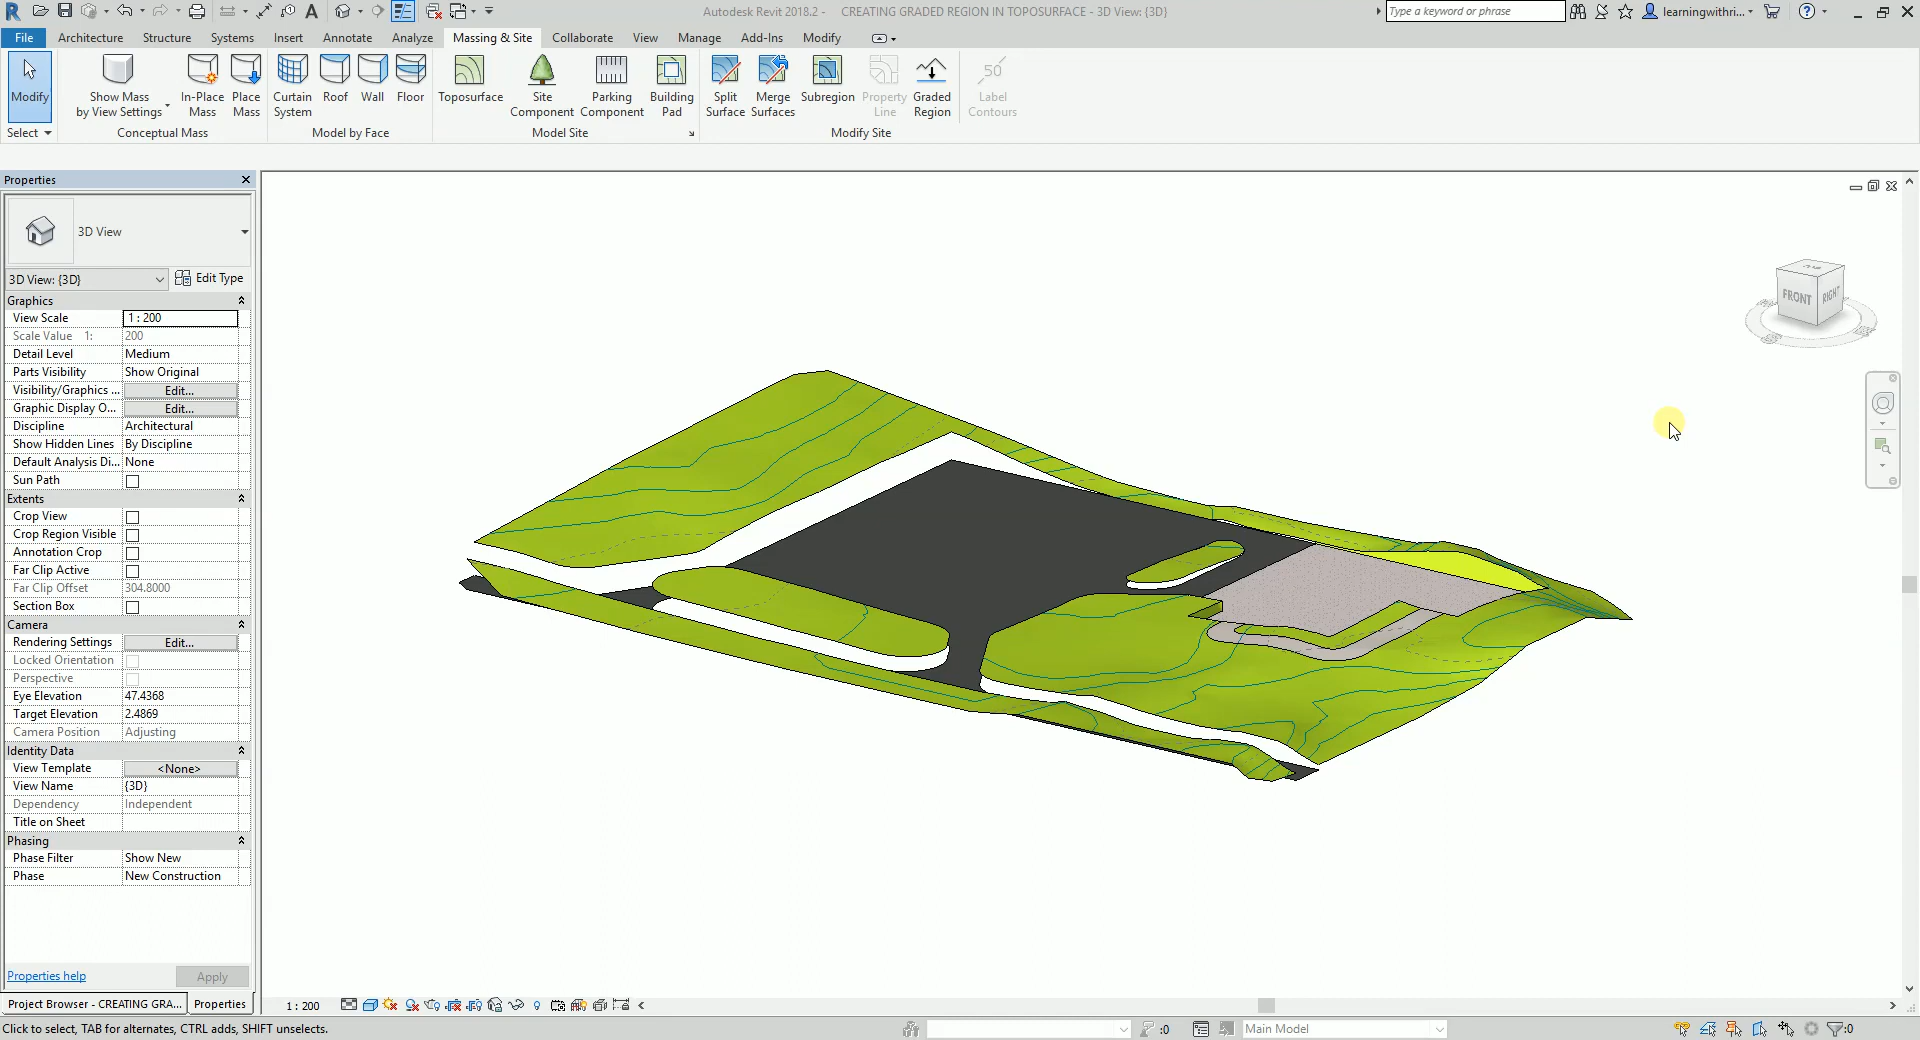 Autodesk Revit 2018.2 - CREATING GRADED REGION IN TOPOSURFACE - 3D View: {3D}
Type a keyword or phrase
learningwithri...
File Architecture Structure Systems Insert Annotate Analyze Massing & Site Collaborate View Manage Add-Ins Modify
Modify
Show Mass
by View Settings
In-Place
Mass
Place
Mass
Curtain
System
Roof
Wall
Floor
Toposurface
Site
Component
Parking
Component
Building
Pad
Split
Surface
Merge
Surfaces
Subregion
Property
Line
Graded
Region
50
Label
Contours
Select
Conceptual Mass
Model by Face
Model Site
Modify Site
Properties
3D View
3D View: {3D}
Edit Type
Graphics
View Scale 1 : 200
Scale Value 1: 200
Detail Level Medium
Parts Visibility Show Original
Visibility/Graphics ... Edit...
Graphic Display O... Edit...
Discipline Architectural
Show Hidden Lines By Discipline
Default Analysis Di... None
Sun Path
Extents
Crop View
Crop Region Visible
Annotation Crop
Far Clip Active
Far Clip Offset 304.8000
Section Box
Camera
Rendering Settings Edit...
Locked Orientation
Perspective
Eye Elevation 47.4368
Target Elevation 2.4869
Camera Position Adjusting
Identity Data
View Template <None>
View Name {3D}
Dependency Independent
Title on Sheet
Phasing
Phase Filter Show New
Phase New Construction
Properties help
Apply
Project Browser - CREATING GRA...
Properties
FRONT
RIGHT
1 : 200
Click to select, TAB for alternates, CTRL adds, SHIFT unselects.
:0
Main Model
:0